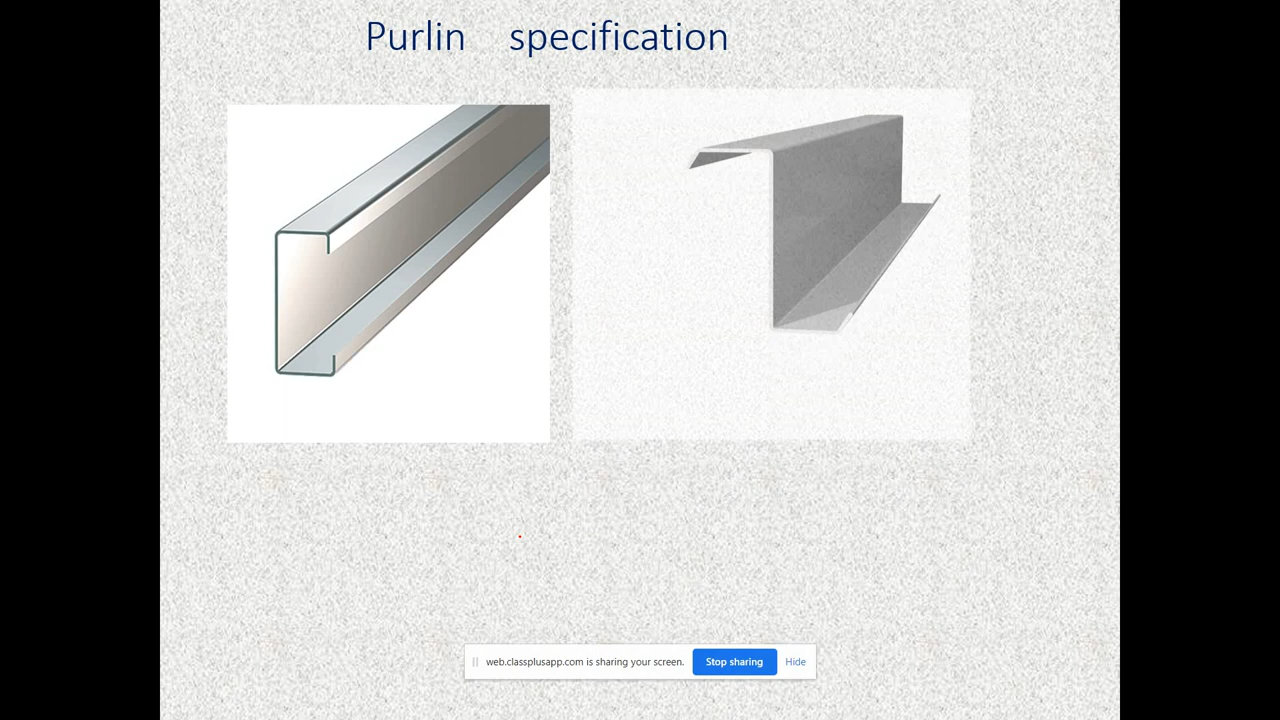 Purlin specification
web.classplusapp.com is sharing your screen. Stop sharing Hide